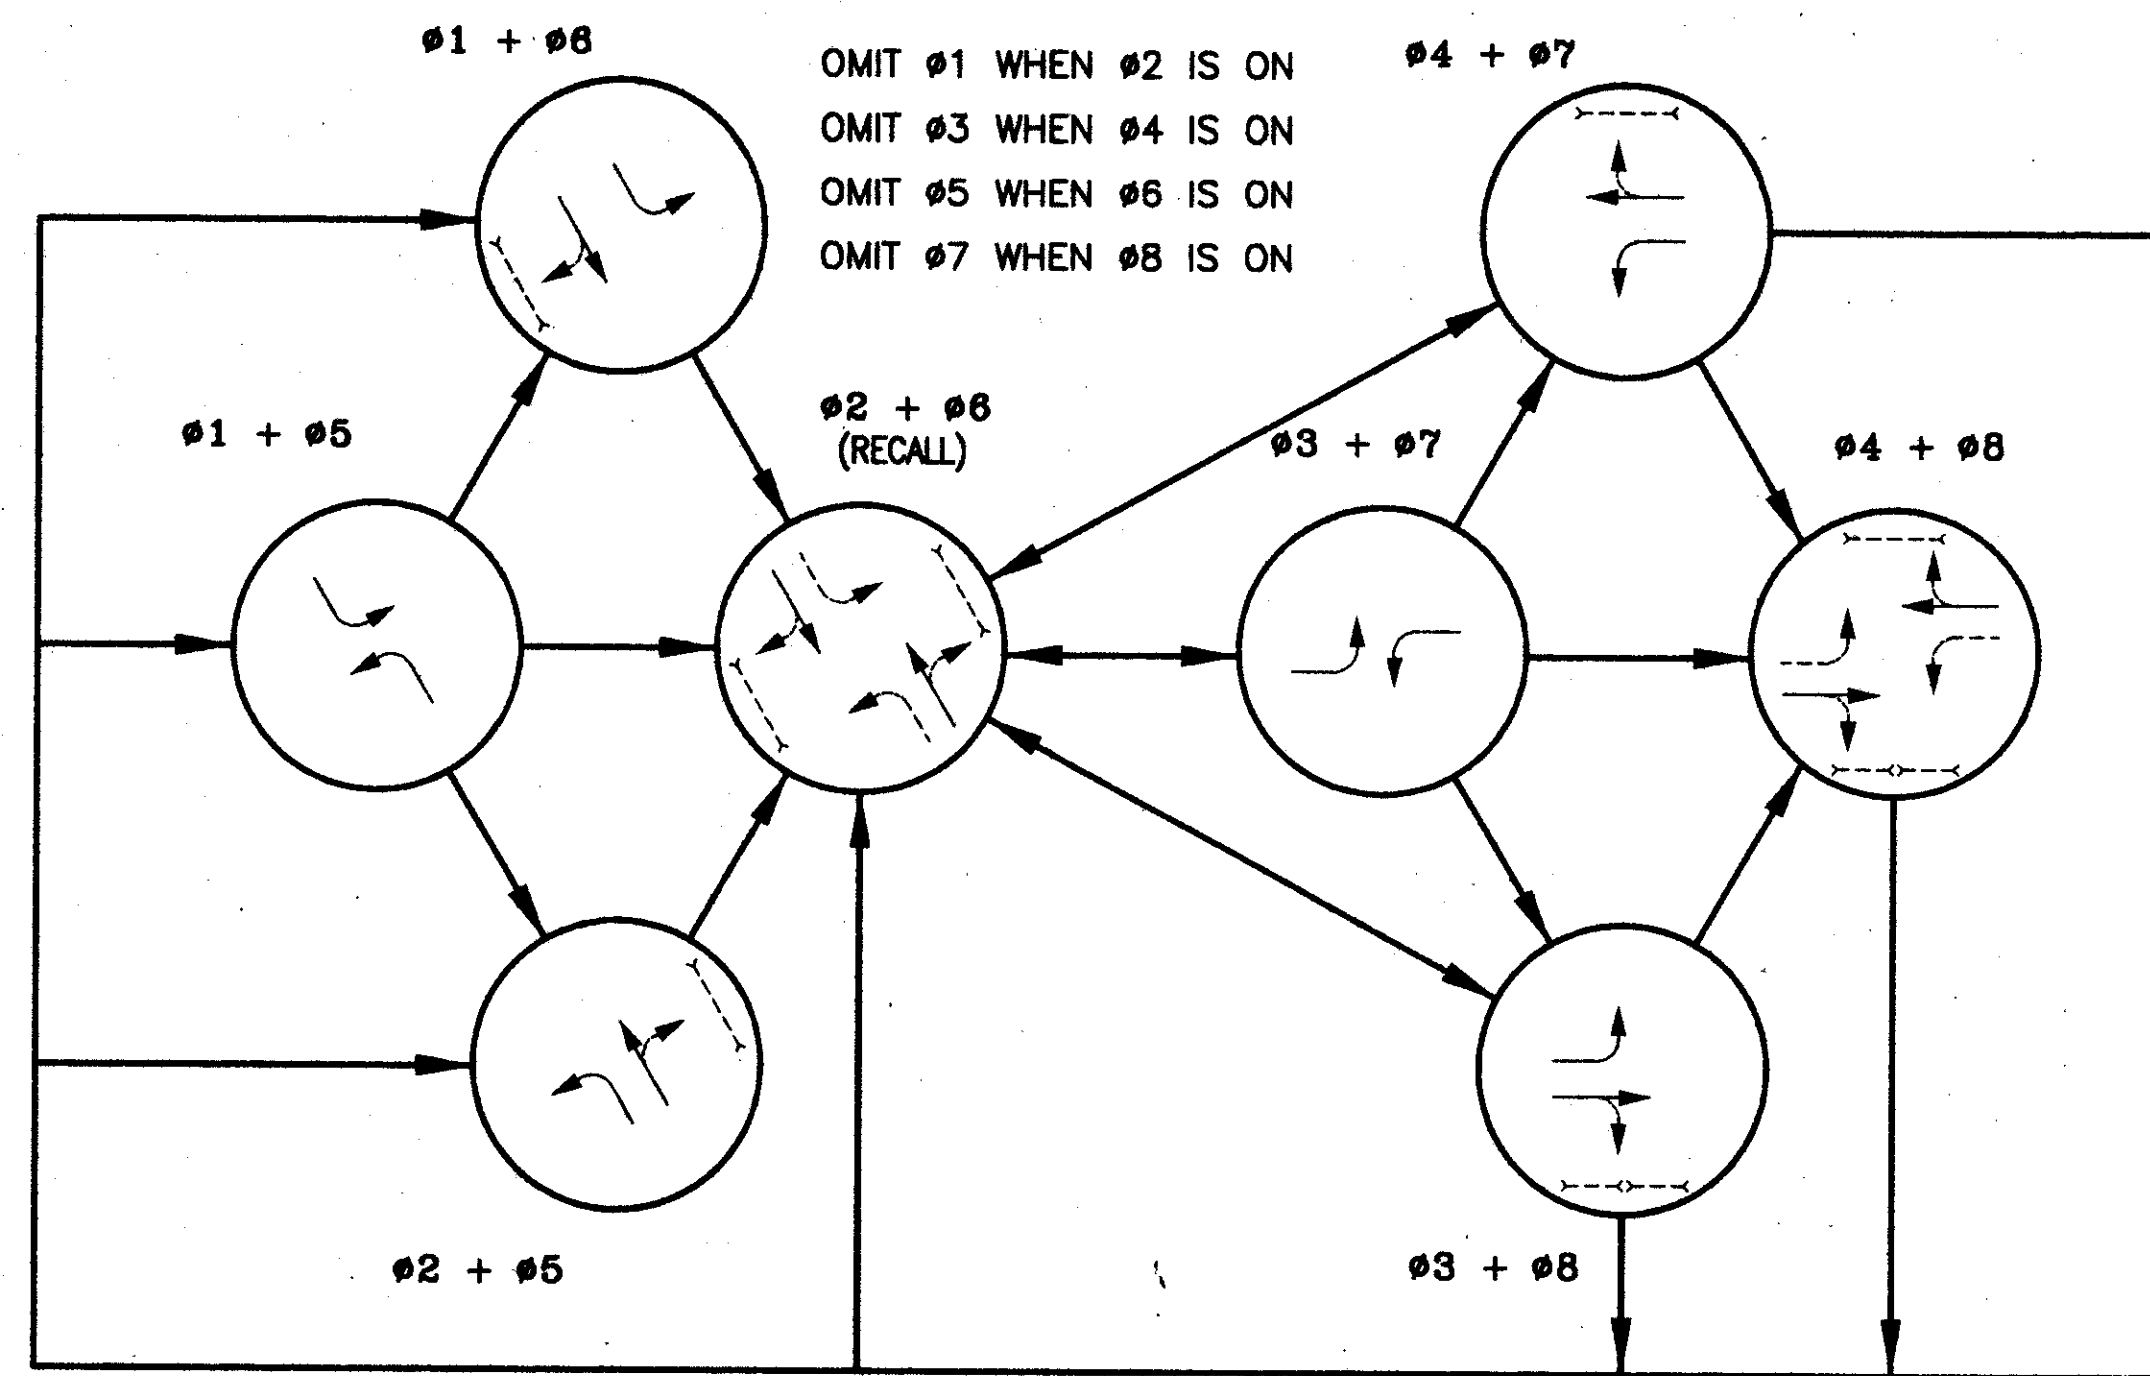 ø1 + ø6
OMIT ø1 WHEN ø2 IS ON
OMIT ø3 WHEN ø4 IS ON
OMIT ø5 WHEN ø6 IS ON
OMIT ø7 WHEN ø8 IS ON
ø4 + ø7
ø1 + ø5
ø2 + ø6
(RECALL)
ø3 + ø7
ø4 + ø8
ø2 + ø5
ø3 + ø8